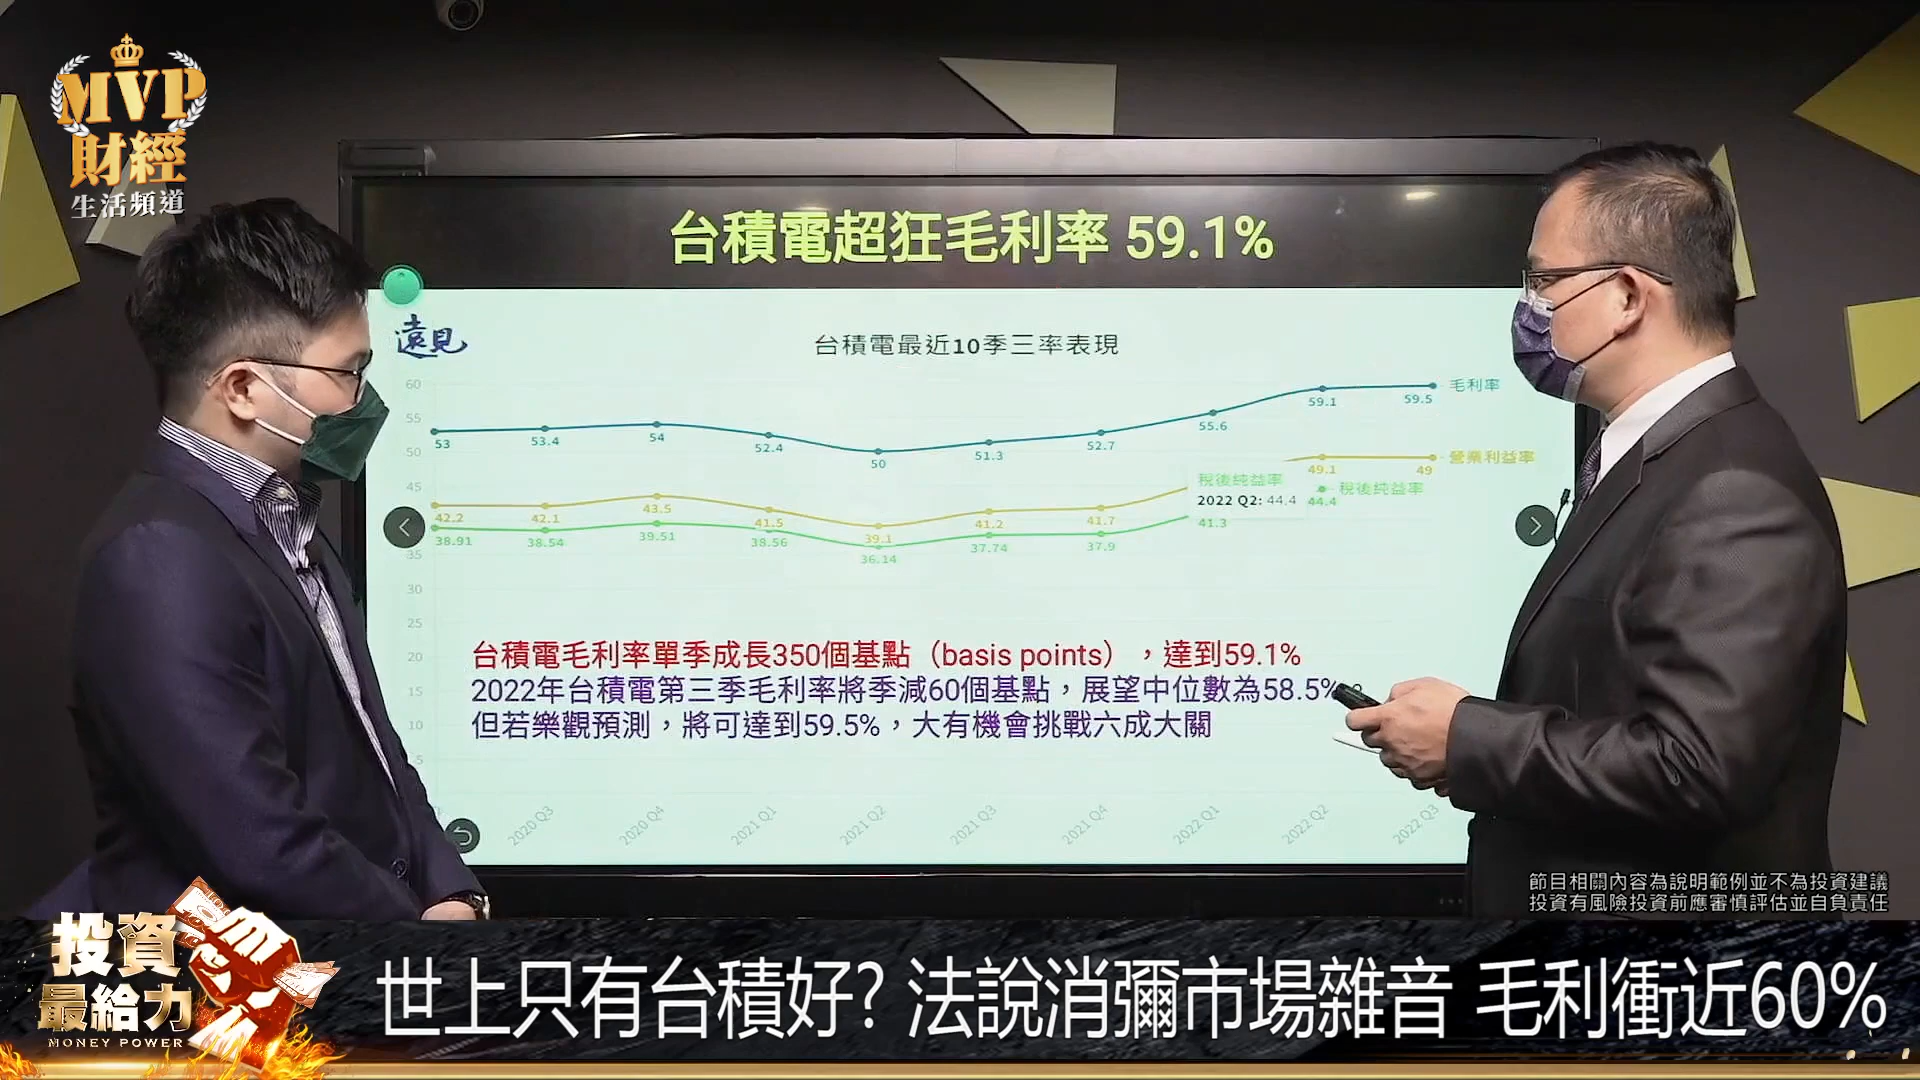 MVP
財經
生活頻道
台積電超狂毛利率 59.1%
遠見
台積電最近10季三率表現
60
55
50
45
35
30
25
20
15
10
5
毛利率
53
53.4
54
52.4
50
51.3
52.7
55.6
59.1
59.5
營業利益率
42.2
42.1
43.5
41.5
39.1
41.2
41.7
49.1
49
稅後純益率
2022 Q2: 44.4
44.4
稅後純益率
38.91
38.54
39.51
38.56
36.14
37.74
37.9
41.3
台積電毛利率單季成長350個基點（basis points），達到59.1%
2022年台積電第三季毛利率將季減60個基點，展望中位數為58.5%
但若樂觀預測，將可達到59.5%，大有機會挑戰六成大關
2020 Q3
2020 Q4
2021 Q1
2021 Q2
2021 Q3
2021 Q4
2022 Q1
2022 Q2
2022 Q3
節目相關內容為說明範例並不為投資建議
投資有風險投資前應審慎評估並自負責任
投資
最給力
MONEY POWER
世上只有台積好? 法說消彌市場雜音 毛利衝近60%